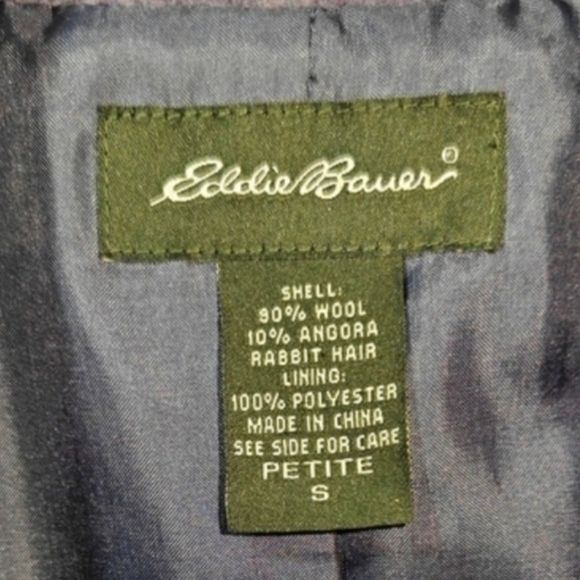 Eddie Bauer®
SHELL:
90% WOOL
10% ANGORA
RABBIT HAIR
LINING:
100% POLYESTER
MADE IN CHINA
SEE SIDE FOR CARE
PETITE
S